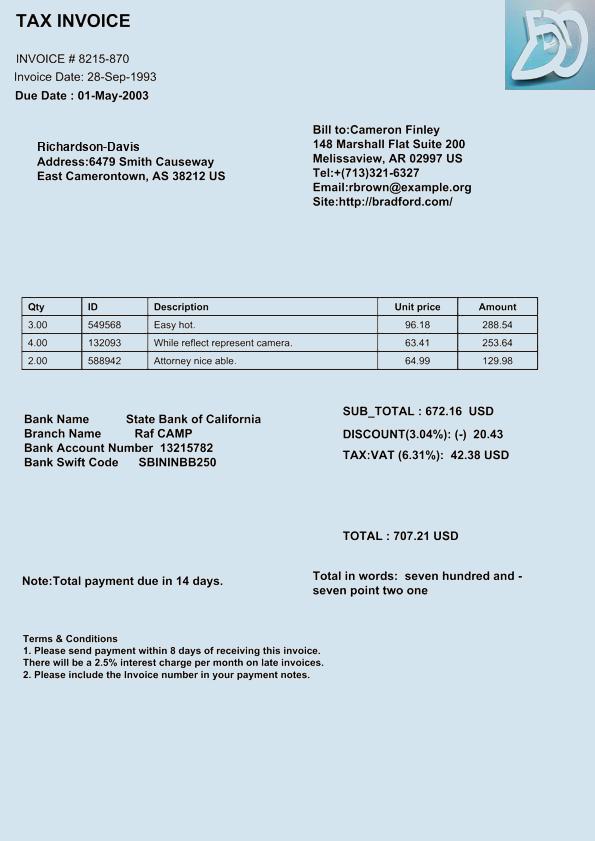 TAX INVOICE
INVOICE # 8215-870
Invoice Date: 28-Sep-1993
Due Date : 01-May-2003
Richardson-Davis
Address:6479 Smith Causeway
East Camerontown, AS 38212 US
Bill to:Cameron Finley
148 Marshall Flat Suite 200
Melissaview, AR 02997 US
Tel:+(713)321-6327
Email:rbrown@example.org
Site:http://bradford.com/
Qty ID Description Unit price Amount
3.00 549568 Easy hot. 96.18 288.54
4.00 132093 While reflect represent camera. 63.41 253.64
2.00 588942 Attorney nice able. 64.99 129.98
Bank Name State Bank of California
Branch Name Raf CAMP
Bank Account Number 13215782
Bank Swift Code SBININBB250
SUB_TOTAL : 672.16 USD
DISCOUNT(3.04%): (-) 20.43
TAX:VAT (6.31%): 42.38 USD
TOTAL : 707.21 USD
Note:Total payment due in 14 days.
Total in words: seven hundred and -
seven point two one
Terms & Conditions
1. Please send payment within 8 days of receiving this invoice.
There will be a 2.5% interest charge per month on late invoices.
2. Please include the Invoice number in your payment notes.